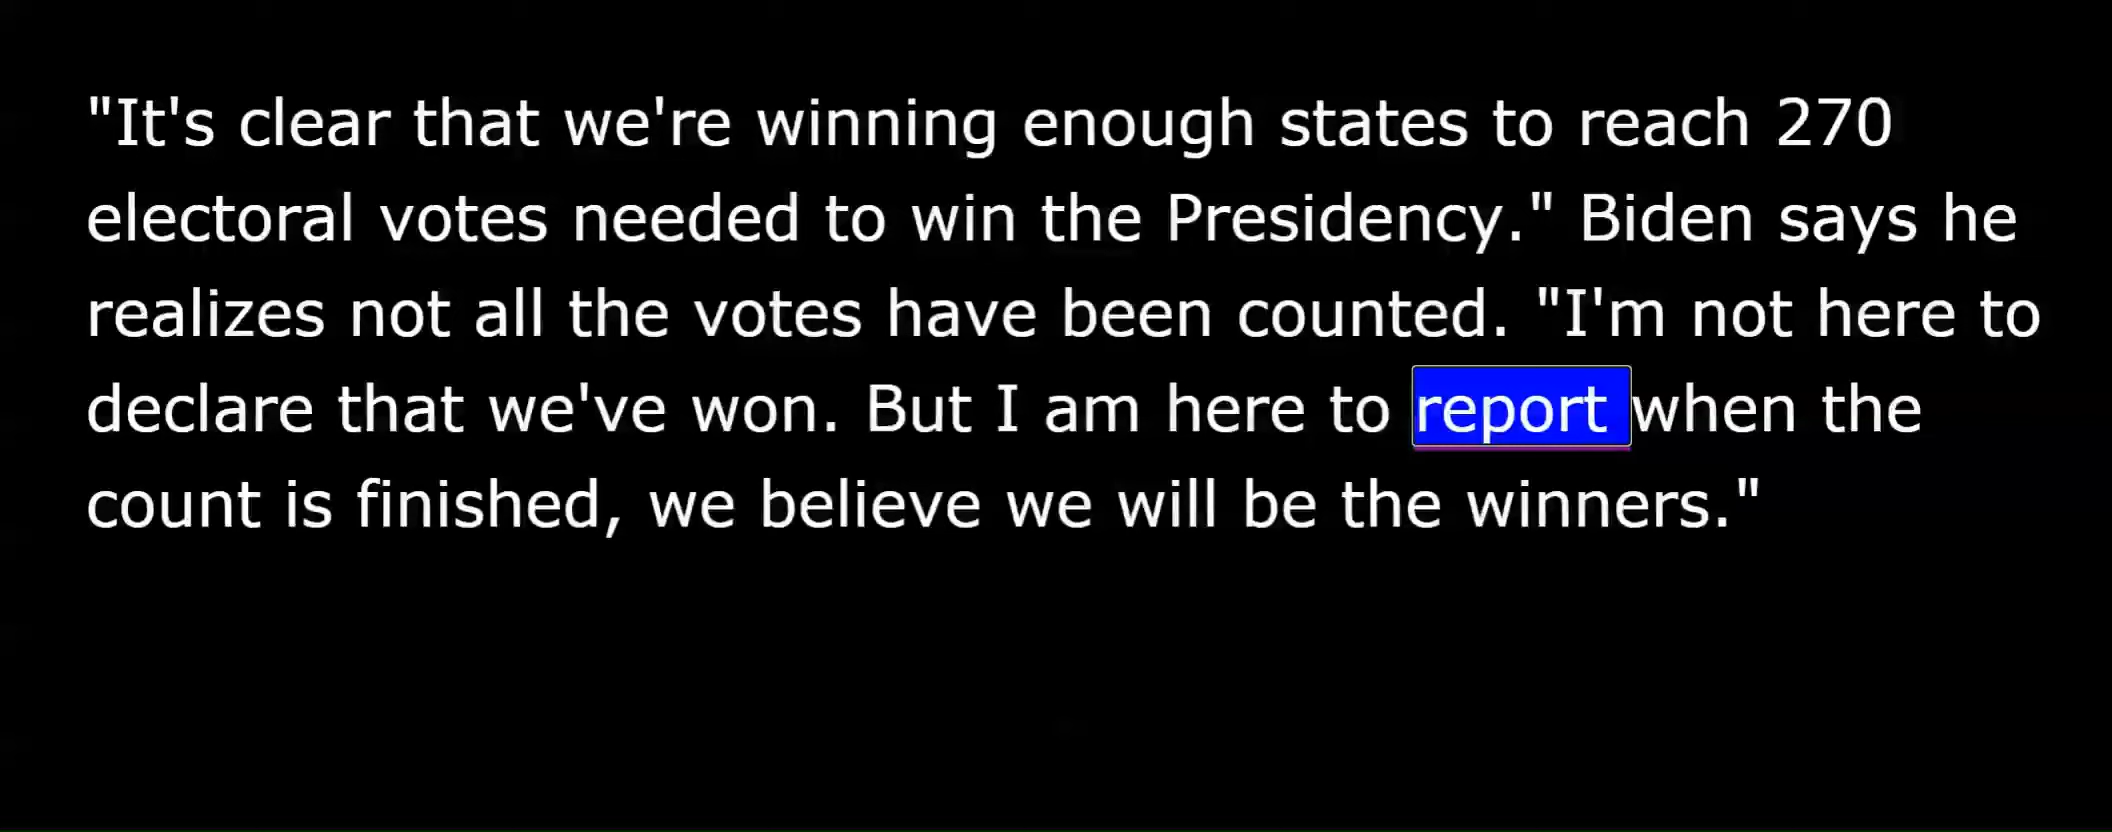 "It's clear that we're winning enough states to reach 270
electoral votes needed to win the Presidency." Biden says he
realizes not all the votes have been counted. "I'm not here to
declare that we've won. But I am here to report when the
count is finished, we believe we will be the winners."